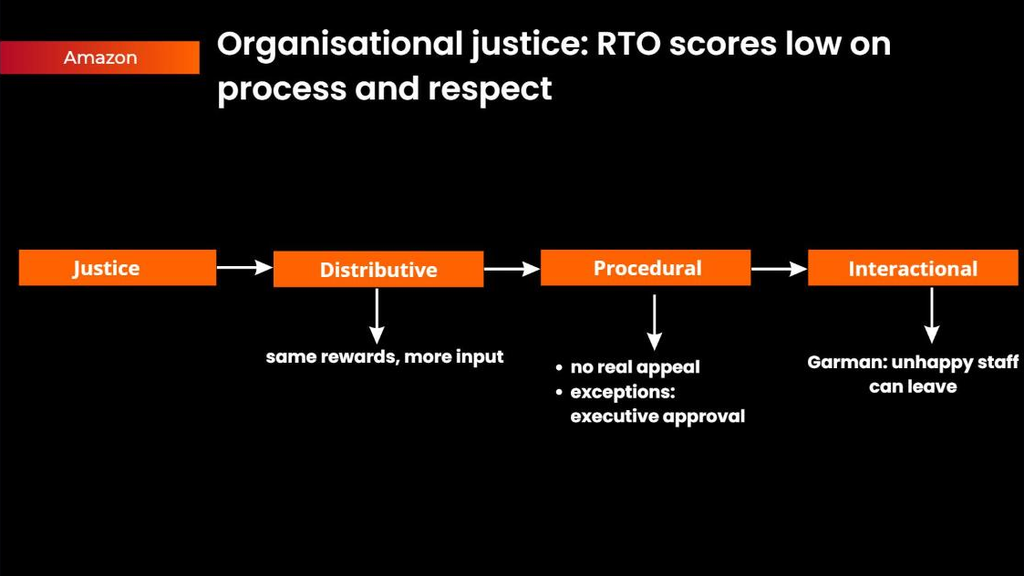 Amazon
Organisational justice: RTO scores low on
process and respect
Justice
Distributive
Procedural
Interactional
same rewards, more input
• no real appeal
• exceptions:
executive approval
Garman: unhappy staff
can leave